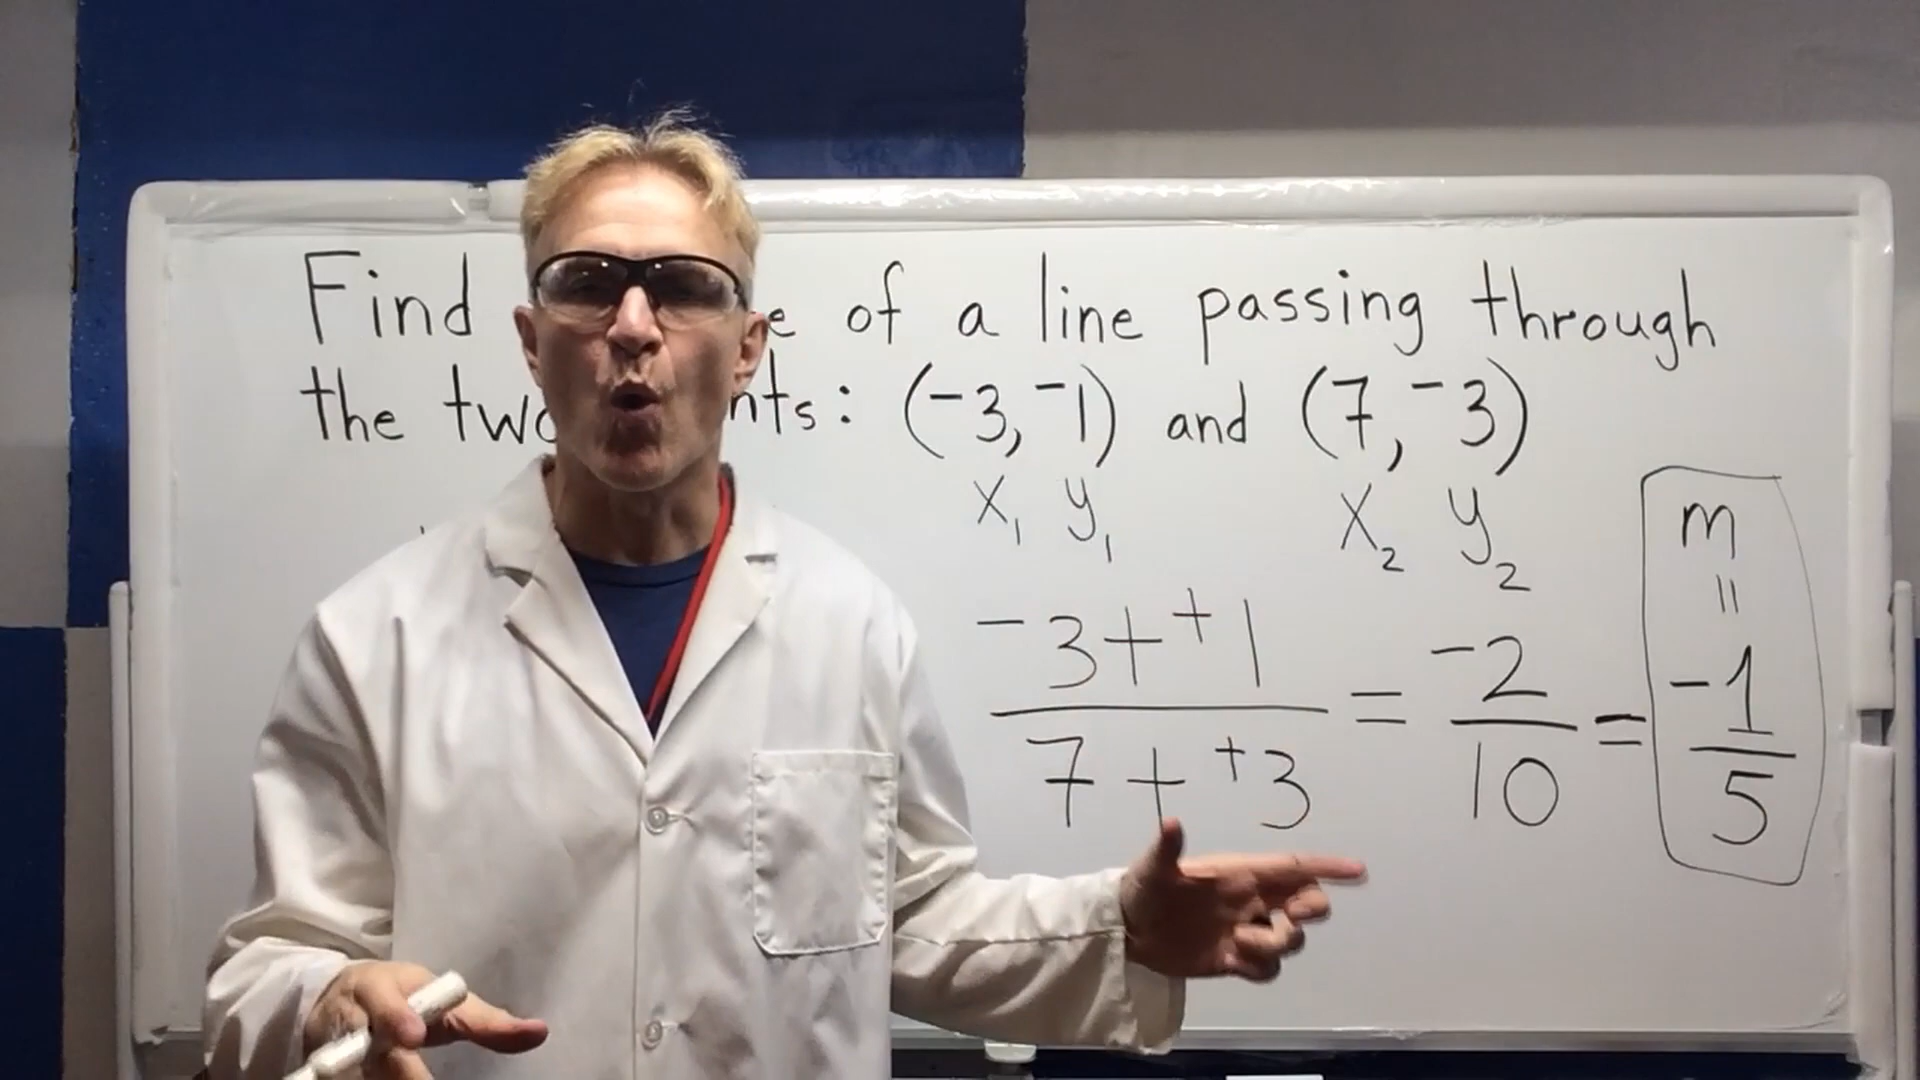 Find e of a line passing through
the two nts: (-3, -1) and (7, -3)
x₁ y₁ x₂ y₂
-3 + +1 / 7 + +3 = -2 / 10 = m = -1 / 5